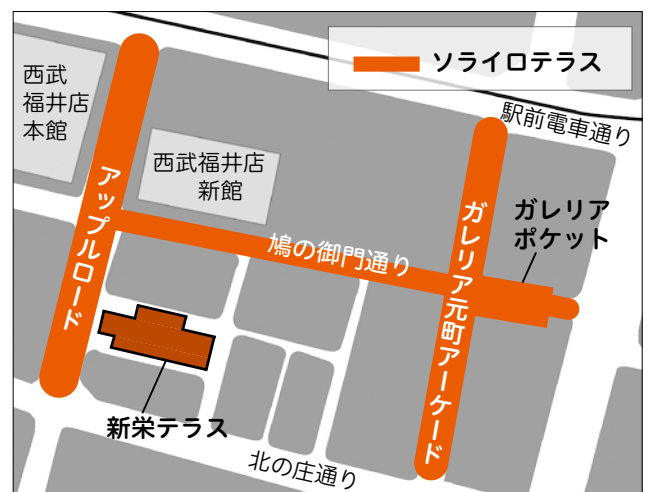 ソライロテラス
西武
福井店
本館
駅前電車通り
西武福井店
新館
アップルロード
ガレリア元町アーケード
ガレリア
ポケット
鳩の御門通り
新栄テラス
北の庄通り